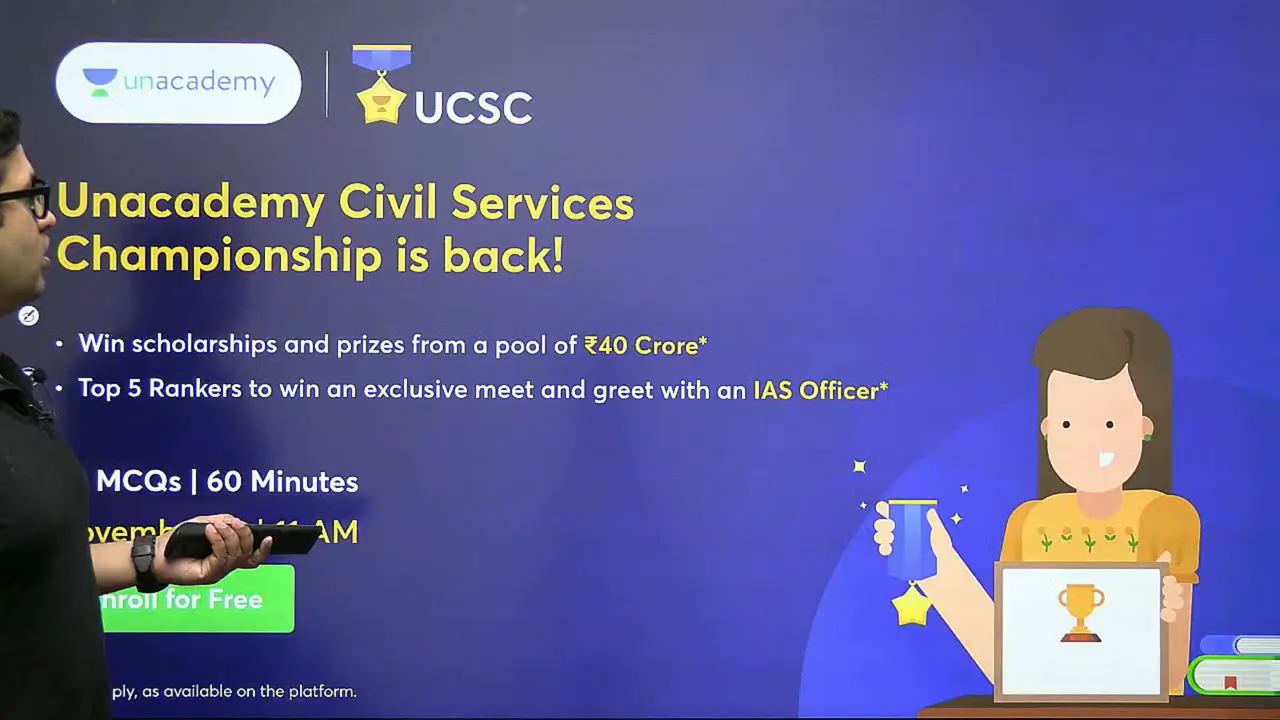 unacademy
UCSC
Unacademy Civil Services
Championship is back!
• Win scholarships and prizes from a pool of ₹40 Crore*
• Top 5 Rankers to win an exclusive meet and greet with an IAS Officer*
MCQs | 60 Minutes
AM
for Free
as available on the platform.